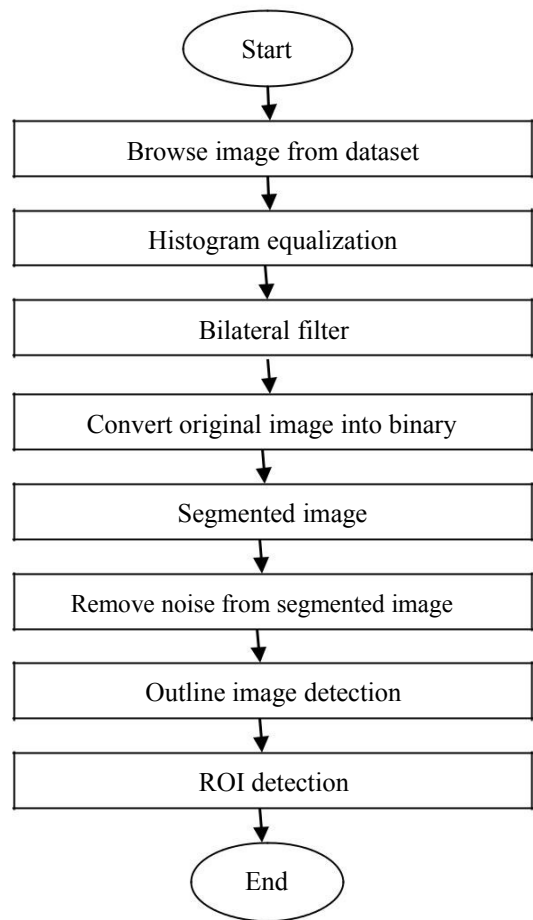 Start
Browse image from dataset
Histogram equalization
Bilateral filter
Convert original image into binary
Segmented image
Remove noise from segmented image
Outline image detection
ROI detection
End